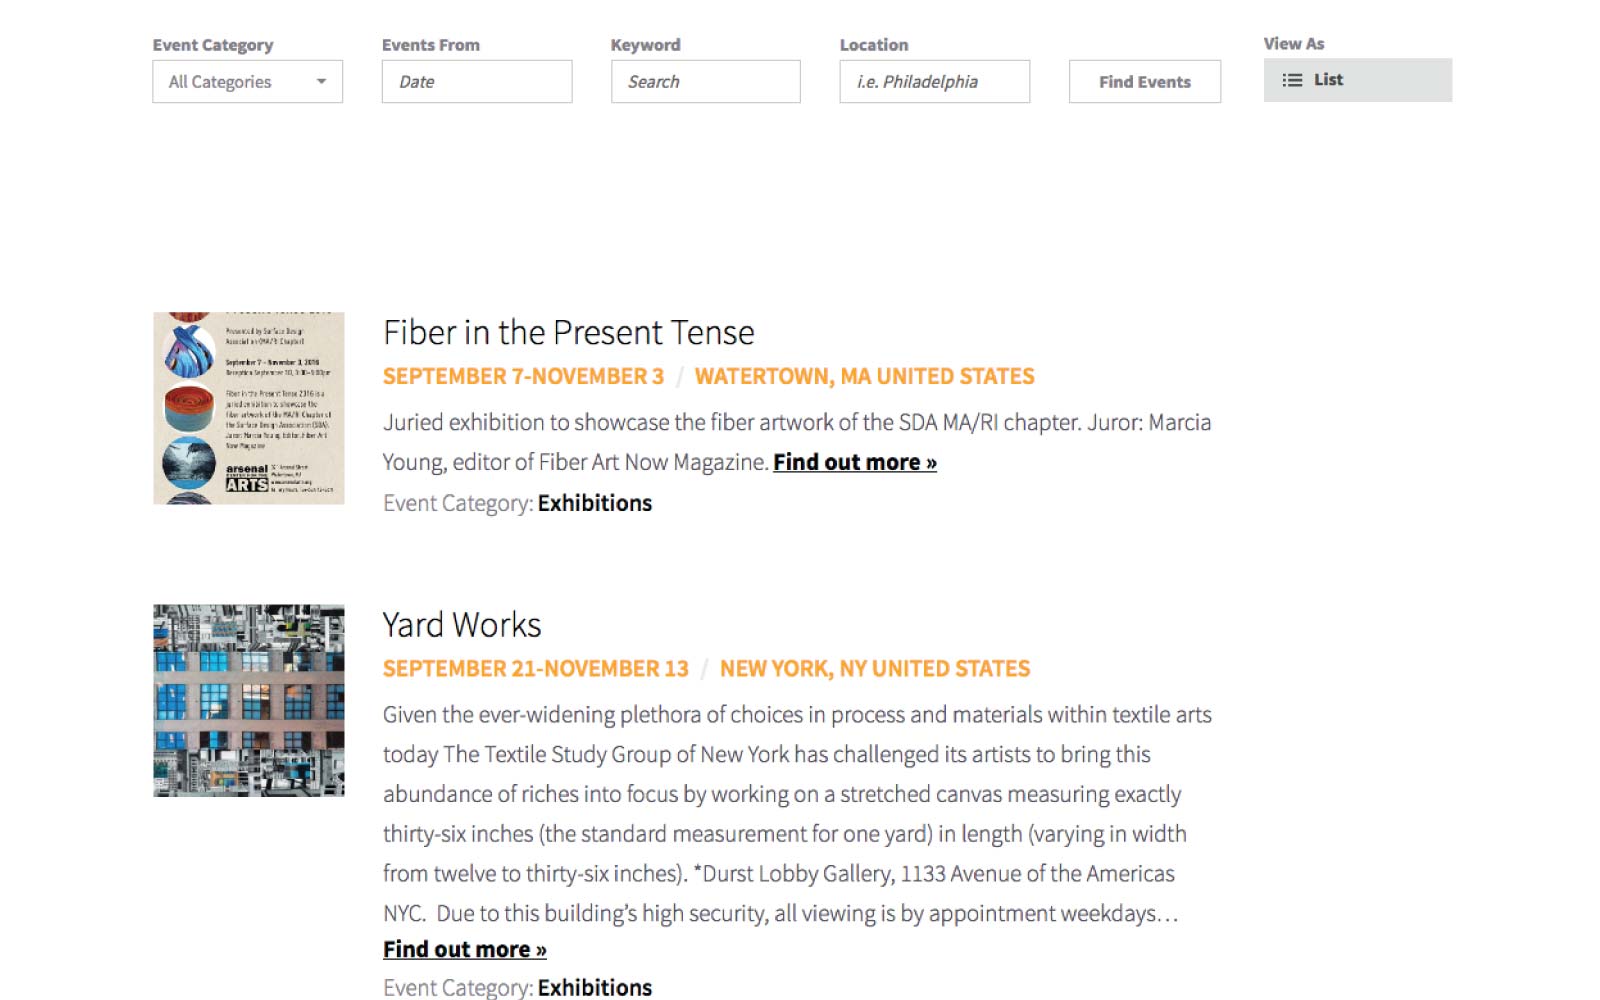 Event Category
Events From
Keyword
Location
View As
All Categories
Date
Search
i.e. Philadelphia
Find Events
List
Presented by Surface Design
Association (MA/RI Chapter)
September 7 - November 3, 2016
Reception September 10, 3:00-5:00pm
Fiber in the Present Tense 2016 is a
juried exhibition to showcase the
fiber artwork of the MA/RI Chapter of
the Surface Design Association (SDA).
Juror: Marcia Young, Editor, Fiber Art
Now Magazine
arsenal
CENTER FOR THE
ARTS
Fiber in the Present Tense
SEPTEMBER 7-NOVEMBER 3 / WATERTOWN, MA UNITED STATES
Juried exhibition to showcase the fiber artwork of the SDA MA/RI chapter. Juror: Marcia
Young, editor of Fiber Art Now Magazine. Find out more »
Event Category: Exhibitions
Yard Works
SEPTEMBER 21-NOVEMBER 13 / NEW YORK, NY UNITED STATES
Given the ever-widening plethora of choices in process and materials within textile arts
today The Textile Study Group of New York has challenged its artists to bring this
abundance of riches into focus by working on a stretched canvas measuring exactly
thirty-six inches (the standard measurement for one yard) in length (varying in width
from twelve to thirty-six inches). *Durst Lobby Gallery, 1133 Avenue of the Americas
NYC.  Due to this building’s high security, all viewing is by appointment weekdays…
Find out more »
Event Category: Exhibitions